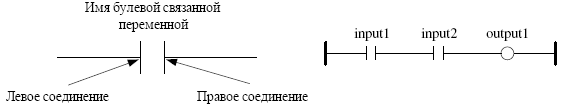 Имя булевой связанной
переменной
input1 input2 output1
Левое соединение Правое соединение